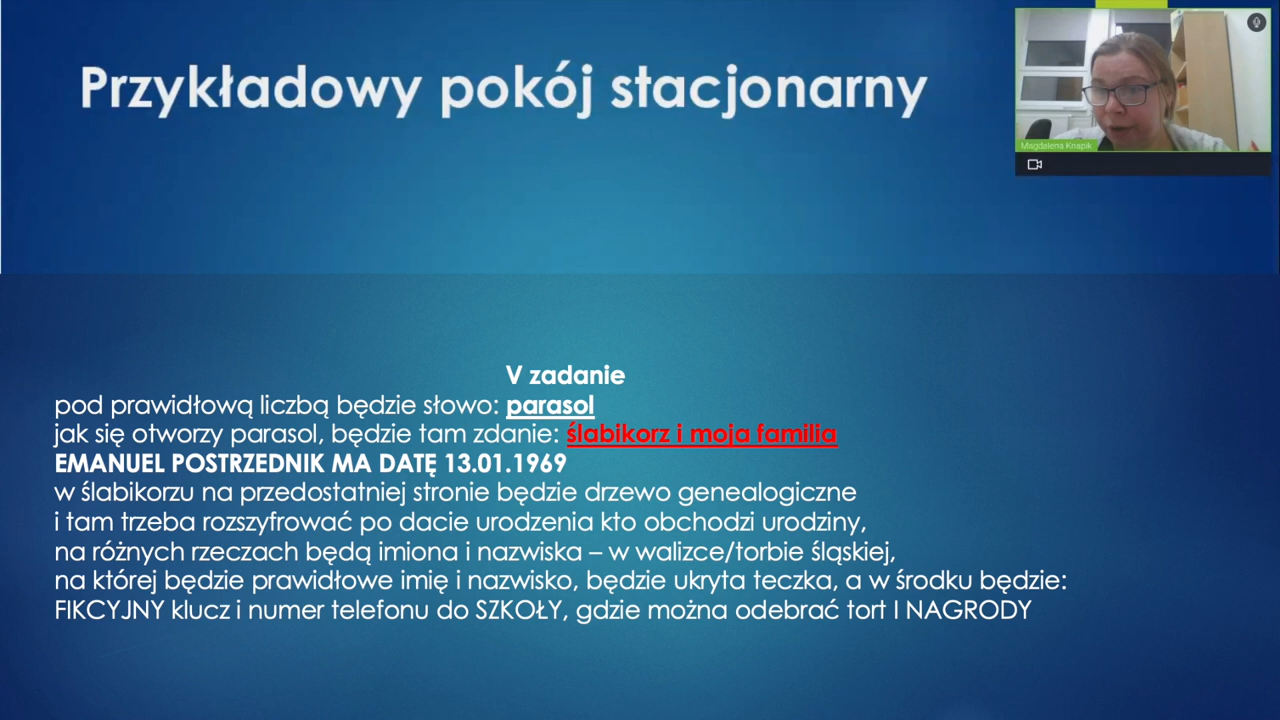 Przykładowy pokój stacjonarny
Magdalena Knapik
V zadanie
pod prawidłową liczbą będzie słowo: parasol
jak się otworzy parasol, będzie tam zdanie: ślabikorz i moja familia
EMANUEL POSTRZEDNIK MA DATĘ 13.01.1969
w ślabikorzu na przedostatniej stronie będzie drzewo genealogiczne
i tam trzeba rozszyfrować po dacie urodzenia kto obchodzi urodziny,
na różnych rzeczach będą imiona i nazwiska – w walizce/torbie śląskiej,
na której będzie prawidłowe imię i nazwisko, będzie ukryta teczka, a w środku będzie:
FIKCYJNY klucz i numer telefonu do SZKOŁY, gdzie można odebrać tort I NAGRODY